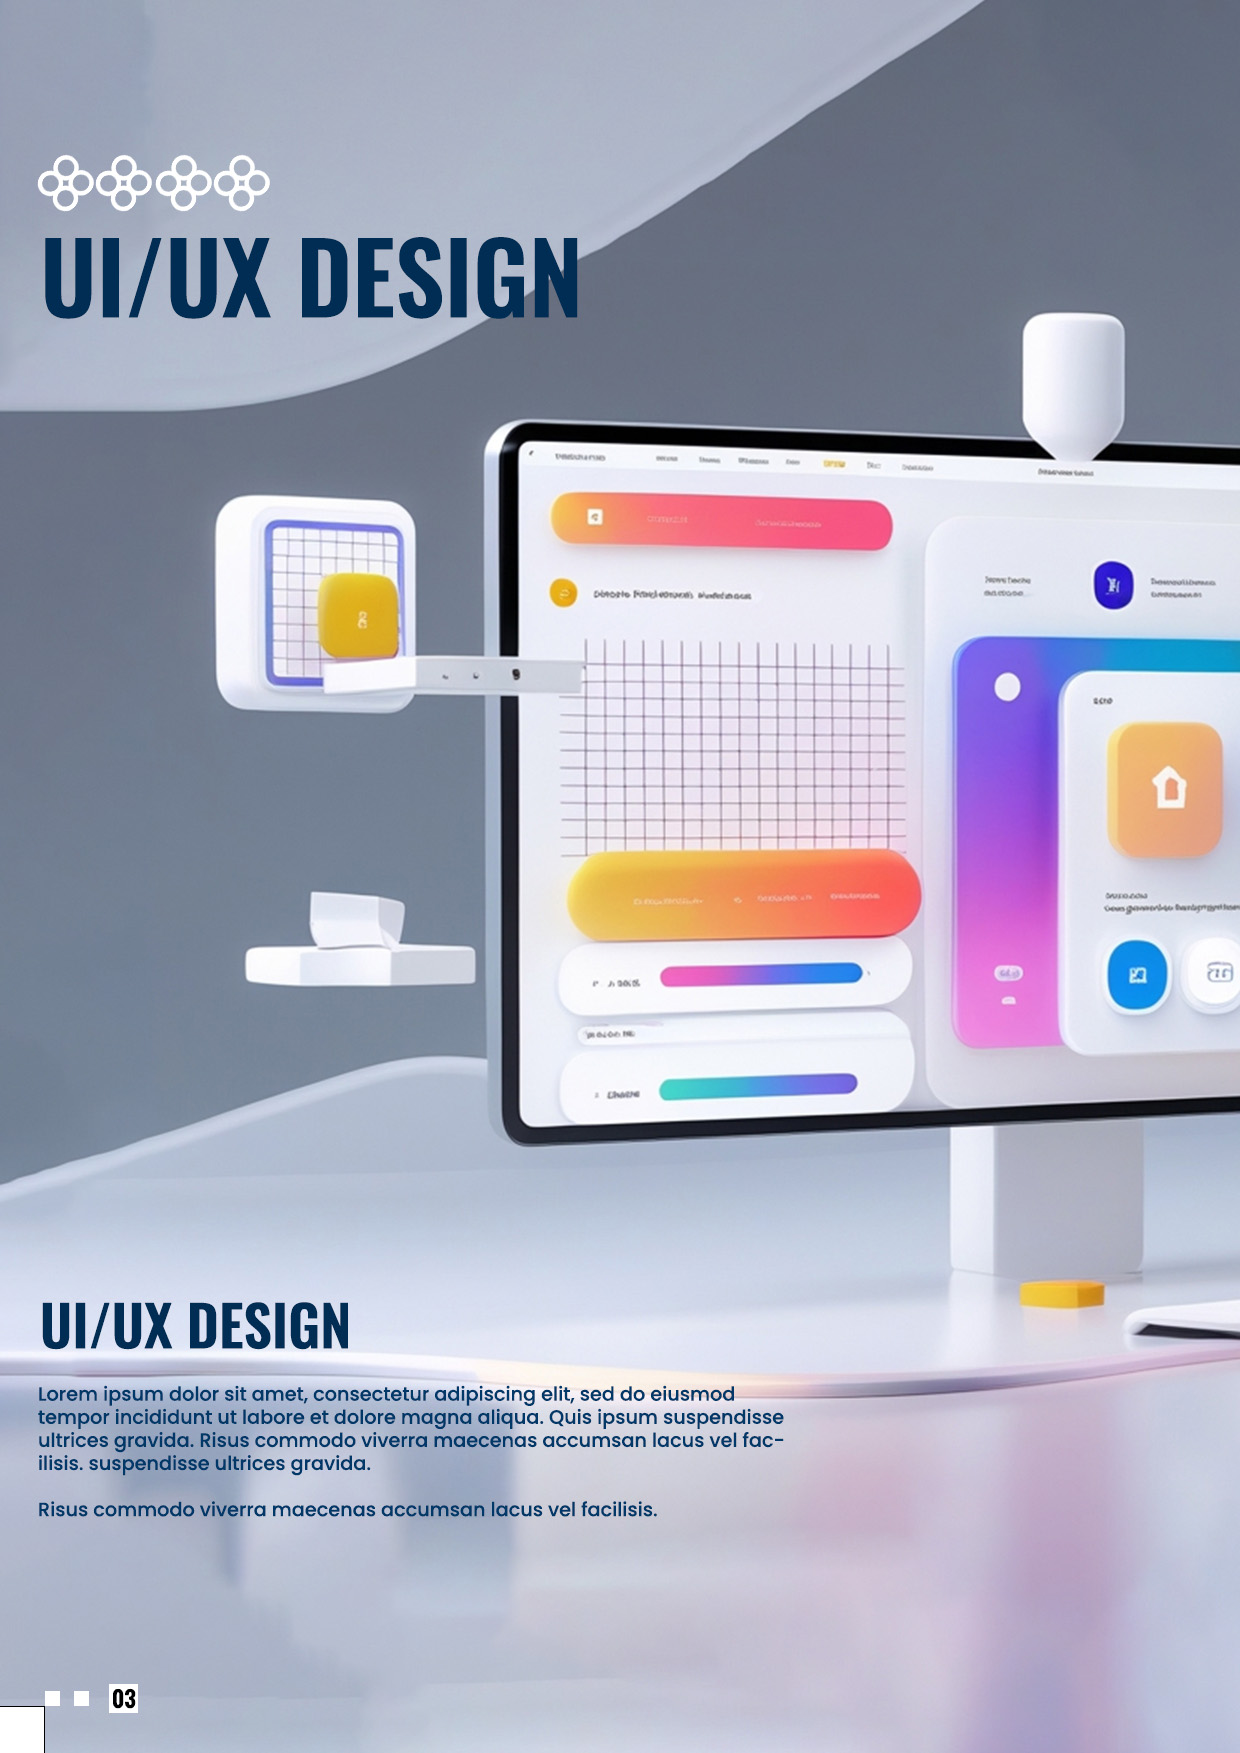 UI/UX DESIGN
UI/UX DESIGN
Lorem ipsum dolor sit amet, consectetur adipiscing elit, sed do eiusmod
tempor incididunt ut labore et dolore magna aliqua. Quis ipsum suspendisse
ultrices gravida. Risus commodo viverra maecenas accumsan lacus vel fac-
ilisis. suspendisse ultrices gravida.
Risus commodo viverra maecenas accumsan lacus vel facilisis.
03